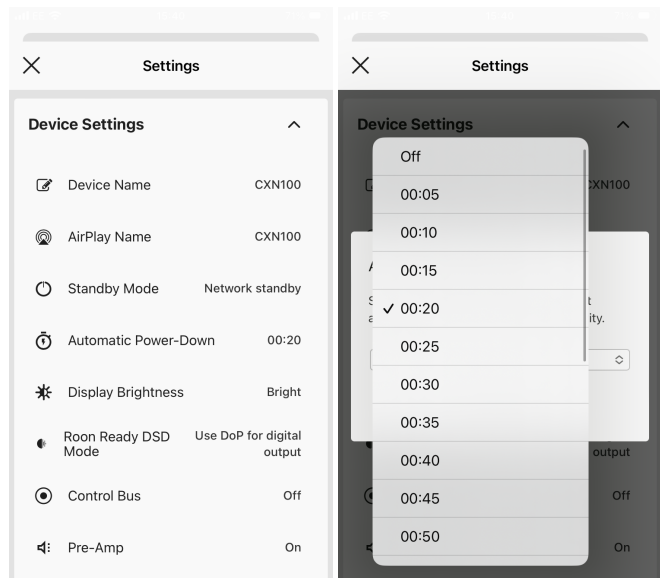 Settings
Device Settings
Device Name CXN100
AirPlay Name CXN100
Standby Mode Network standby
Automatic Power-Down 00:20
Display Brightness Bright
Roon Ready DSD Mode Use DoP for digital output
Control Bus Off
Pre-Amp On
Settings
Device Settings
Off
00:05
CXN100
00:10
00:15
00:20
ity.
00:25
00:30
00:35
00:40
output
00:45
Off
00:50
On